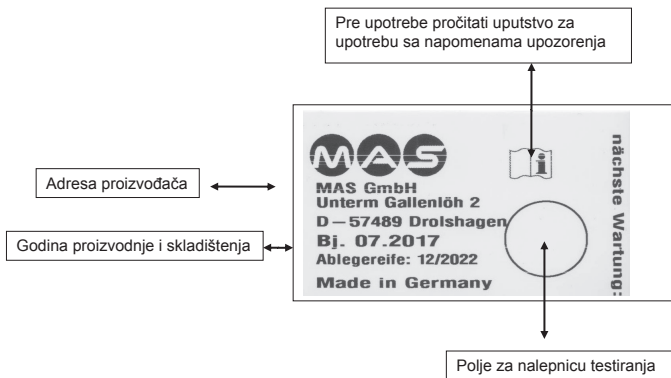 Pre upotrebe pročitati uputstvo za
upotrebu sa napomenama upozorenja
Adresa proizvođača
Godina proizvodnje i skladištenja
MAS
MAS GmbH
Unterm Gallenlöh 2
D–57489 Drolshagen
Bj. 07.2017
Ablegereife: 12/2022
Made in Germany
i
nächste Wartung:
Polje za nalepnicu testiranja